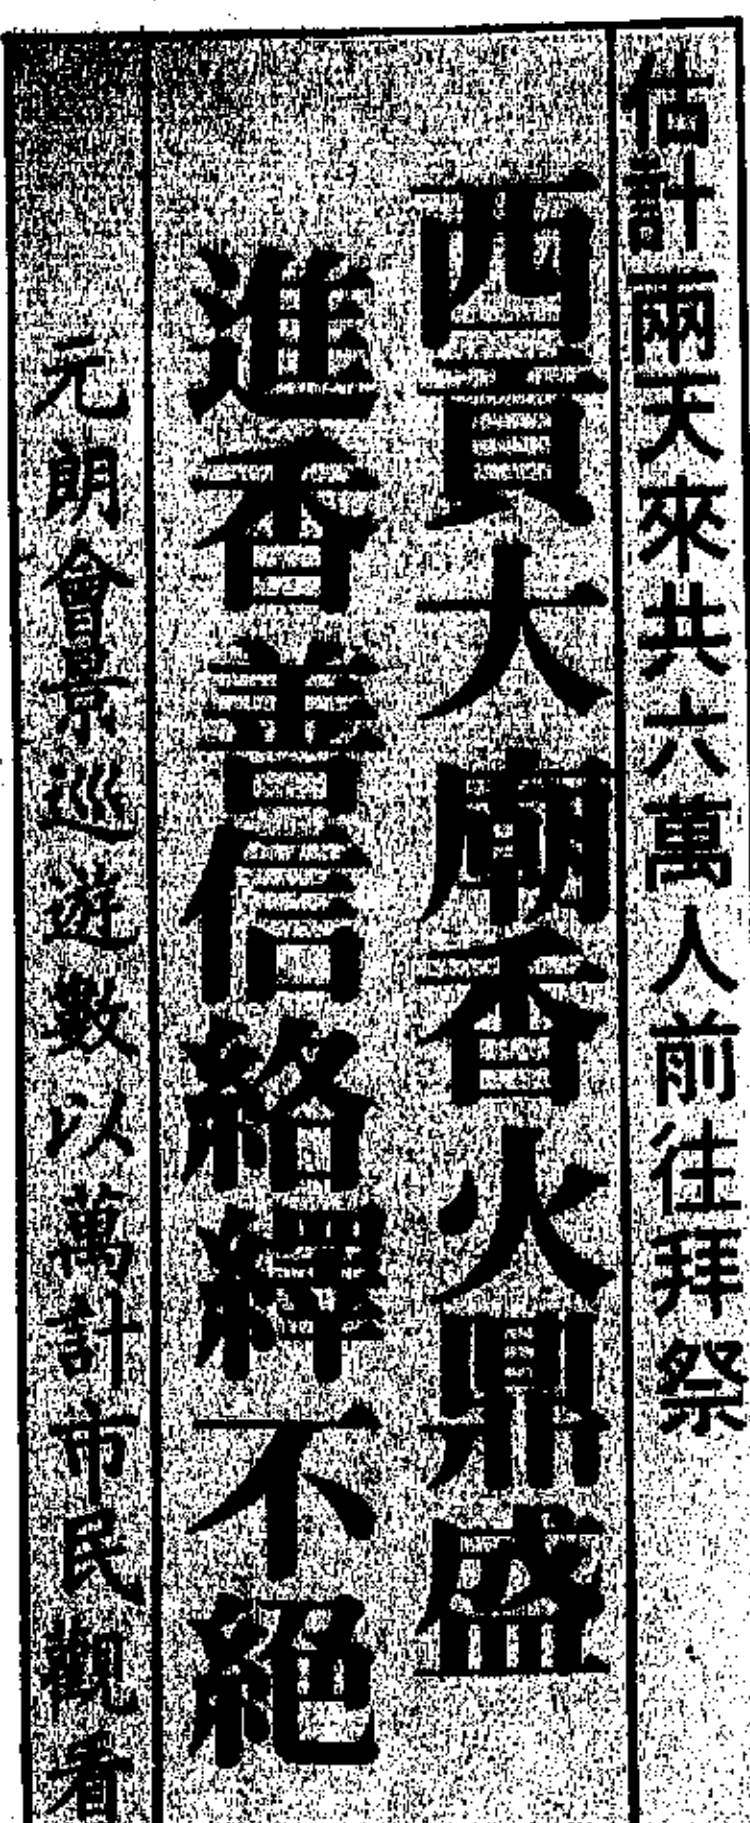 估計兩天來共六萬人前往拜祭
西貢大廟香火鼎盛
進香善信絡繹不絕
元朗會景巡遊數以萬計市民觀看